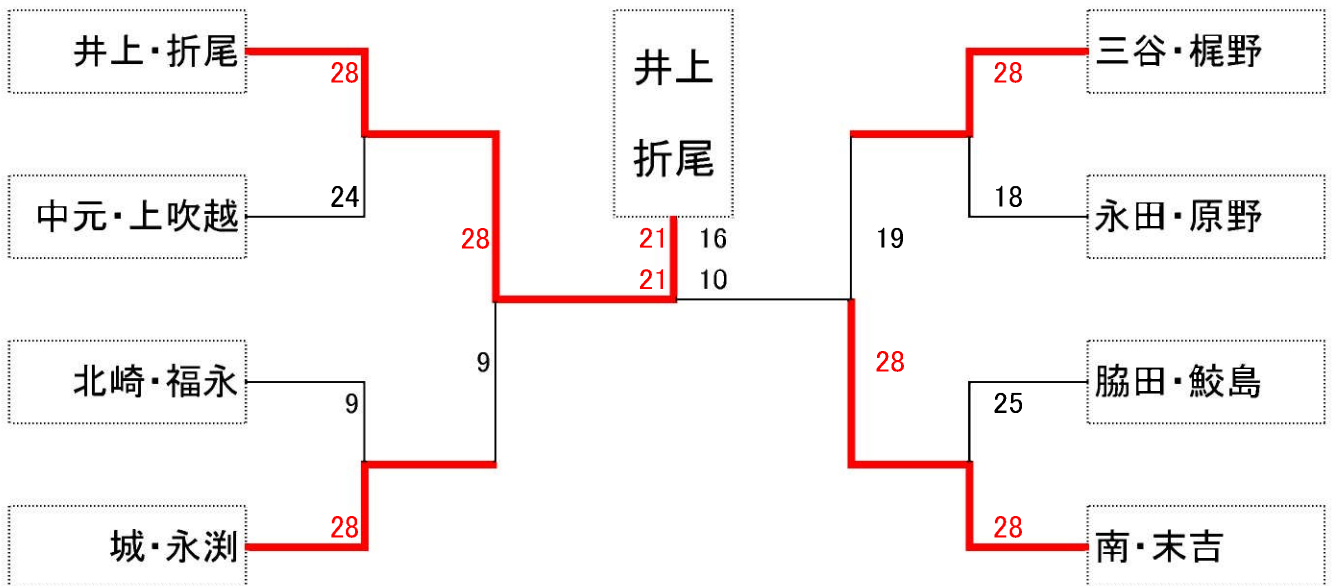 井上・折尾
28
中元・上吹越
24
28
北崎・福永
9
9
城・永渕
28
井上
折尾
21 16
21 10
三谷・梶野
28
永田・原野
18
19
脇田・鮫島
25
28
南・末吉
28